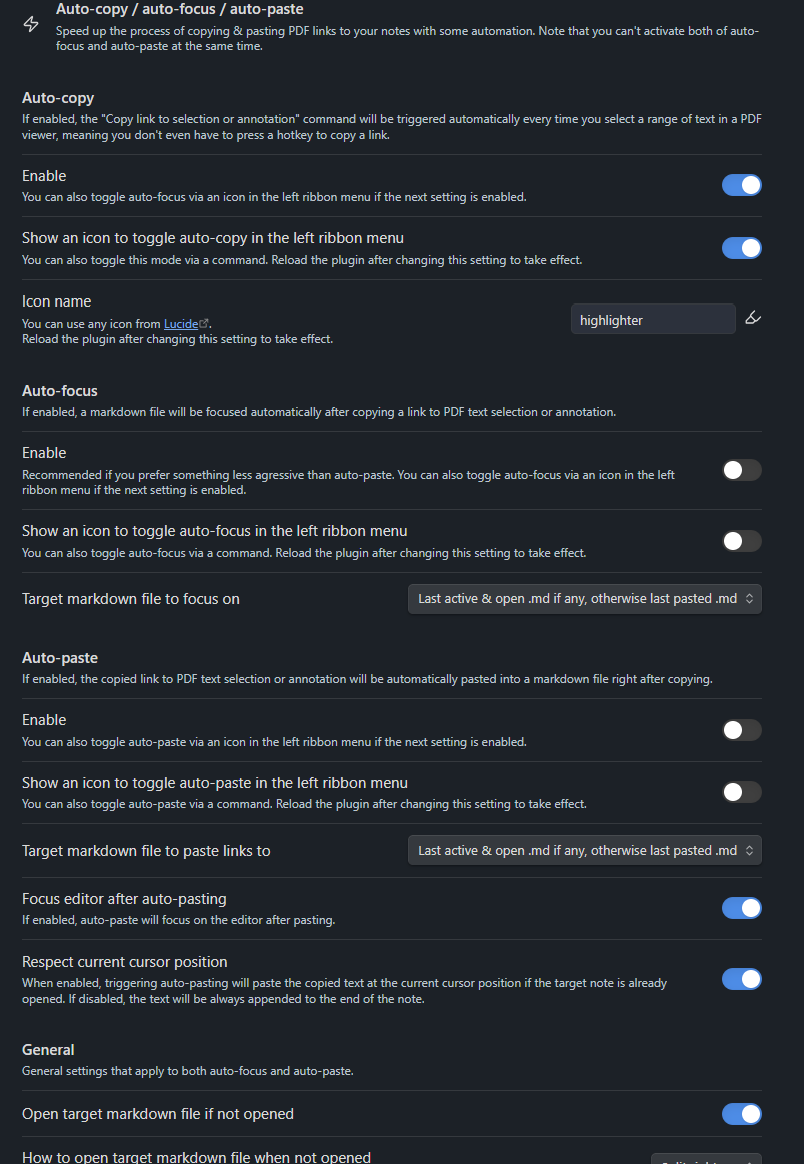 Auto-copy / auto-focus / auto-paste
Speed up the process of copying & pasting PDF links to your notes with some automation. Note that you can't activate both of auto-
focus and auto-paste at the same time.
Auto-copy
If enabled, the "Copy link to selection or annotation" command will be triggered automatically every time you select a range of text in a PDF
viewer, meaning you don't even have to press a hotkey to copy a link.
Enable
You can also toggle auto-focus via an icon in the left ribbon menu if the next setting is enabled.
Show an icon to toggle auto-copy in the left ribbon menu
You can also toggle this mode via a command. Reload the plugin after changing this setting to take effect.
Icon name
You can use any icon from Lucide.
Reload the plugin after changing this setting to take effect.
highlighter
Auto-focus
If enabled, a markdown file will be focused automatically after copying a link to PDF text selection or annotation.
Enable
Recommended if you prefer something less agressive than auto-paste. You can also toggle auto-focus via an icon in the left
ribbon menu if the next setting is enabled.
Show an icon to toggle auto-focus in the left ribbon menu
You can also toggle auto-focus via a command. Reload the plugin after changing this setting to take effect.
Target markdown file to focus on
Last active & open .md if any, otherwise last pasted .md
Auto-paste
If enabled, the copied link to PDF text selection or annotation will be automatically pasted into a markdown file right after copying.
Enable
You can also toggle auto-paste via an icon in the left ribbon menu if the next setting is enabled.
Show an icon to toggle auto-paste in the left ribbon menu
You can also toggle auto-paste via a command. Reload the plugin after changing this setting to take effect.
Target markdown file to paste links to
Last active & open .md if any, otherwise last pasted .md
Focus editor after auto-pasting
If enabled, auto-paste will focus on the editor after pasting.
Respect current cursor position
When enabled, triggering auto-pasting will paste the copied text at the current cursor position if the target note is already
opened. If disabled, the text will be always appended to the end of the note.
General
General settings that apply to both auto-focus and auto-paste.
Open target markdown file if not opened
How to open target markdown file when not opened